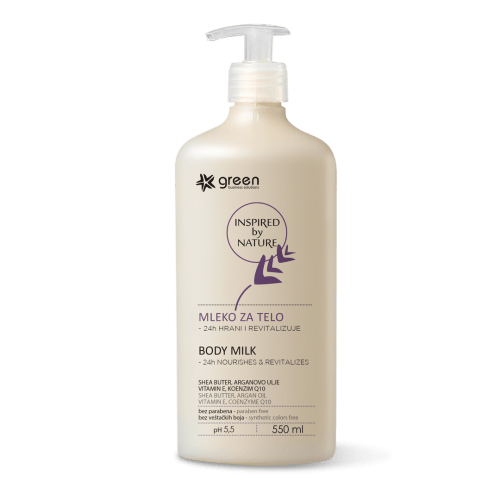 green
business solutions
INSPIRED
by
NATURE
MLEKO ZA TELO
- 24h HRANI I REVITALIZUJE
BODY MILK
- 24h NOURISHES & REVITALIZES
SHEA BUTER, ARGANOVO ULJE
VITAMIN E, KOENZIM Q10
SHEA BUTTER, ARGAN OIL
VITAMIN E, COENZYME Q10
bez parabena - paraben free
bez veštačkih boja - synthetic colors free
pH 5,5 550 ml